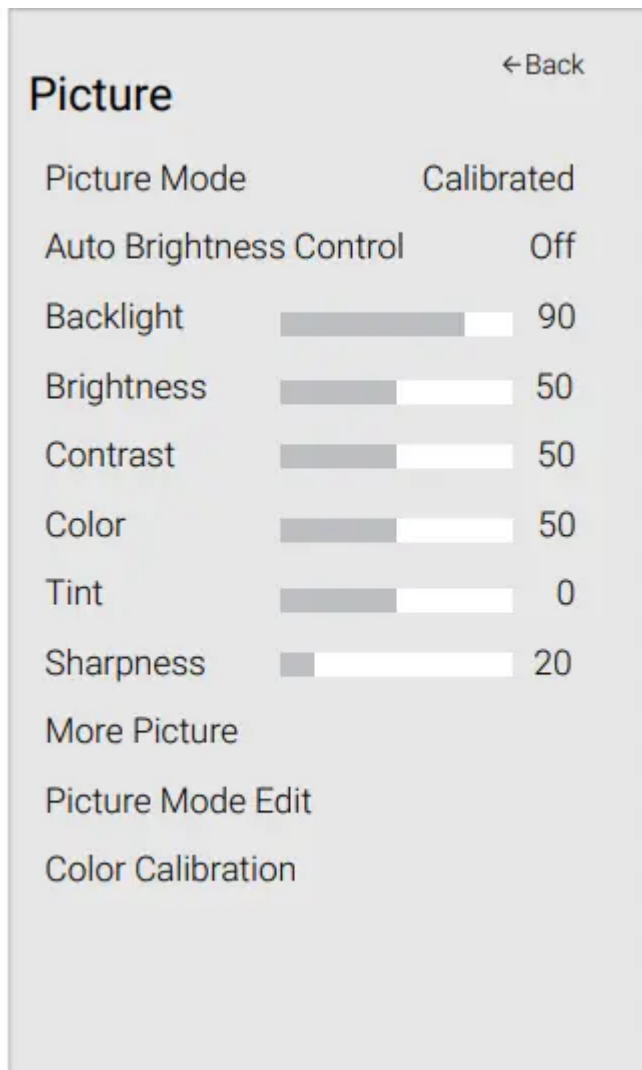 ←Back
Picture
Picture Mode Calibrated
Auto Brightness Control Off
Backlight 90
Brightness 50
Contrast 50
Color 50
Tint 0
Sharpness 20
More Picture
Picture Mode Edit
Color Calibration